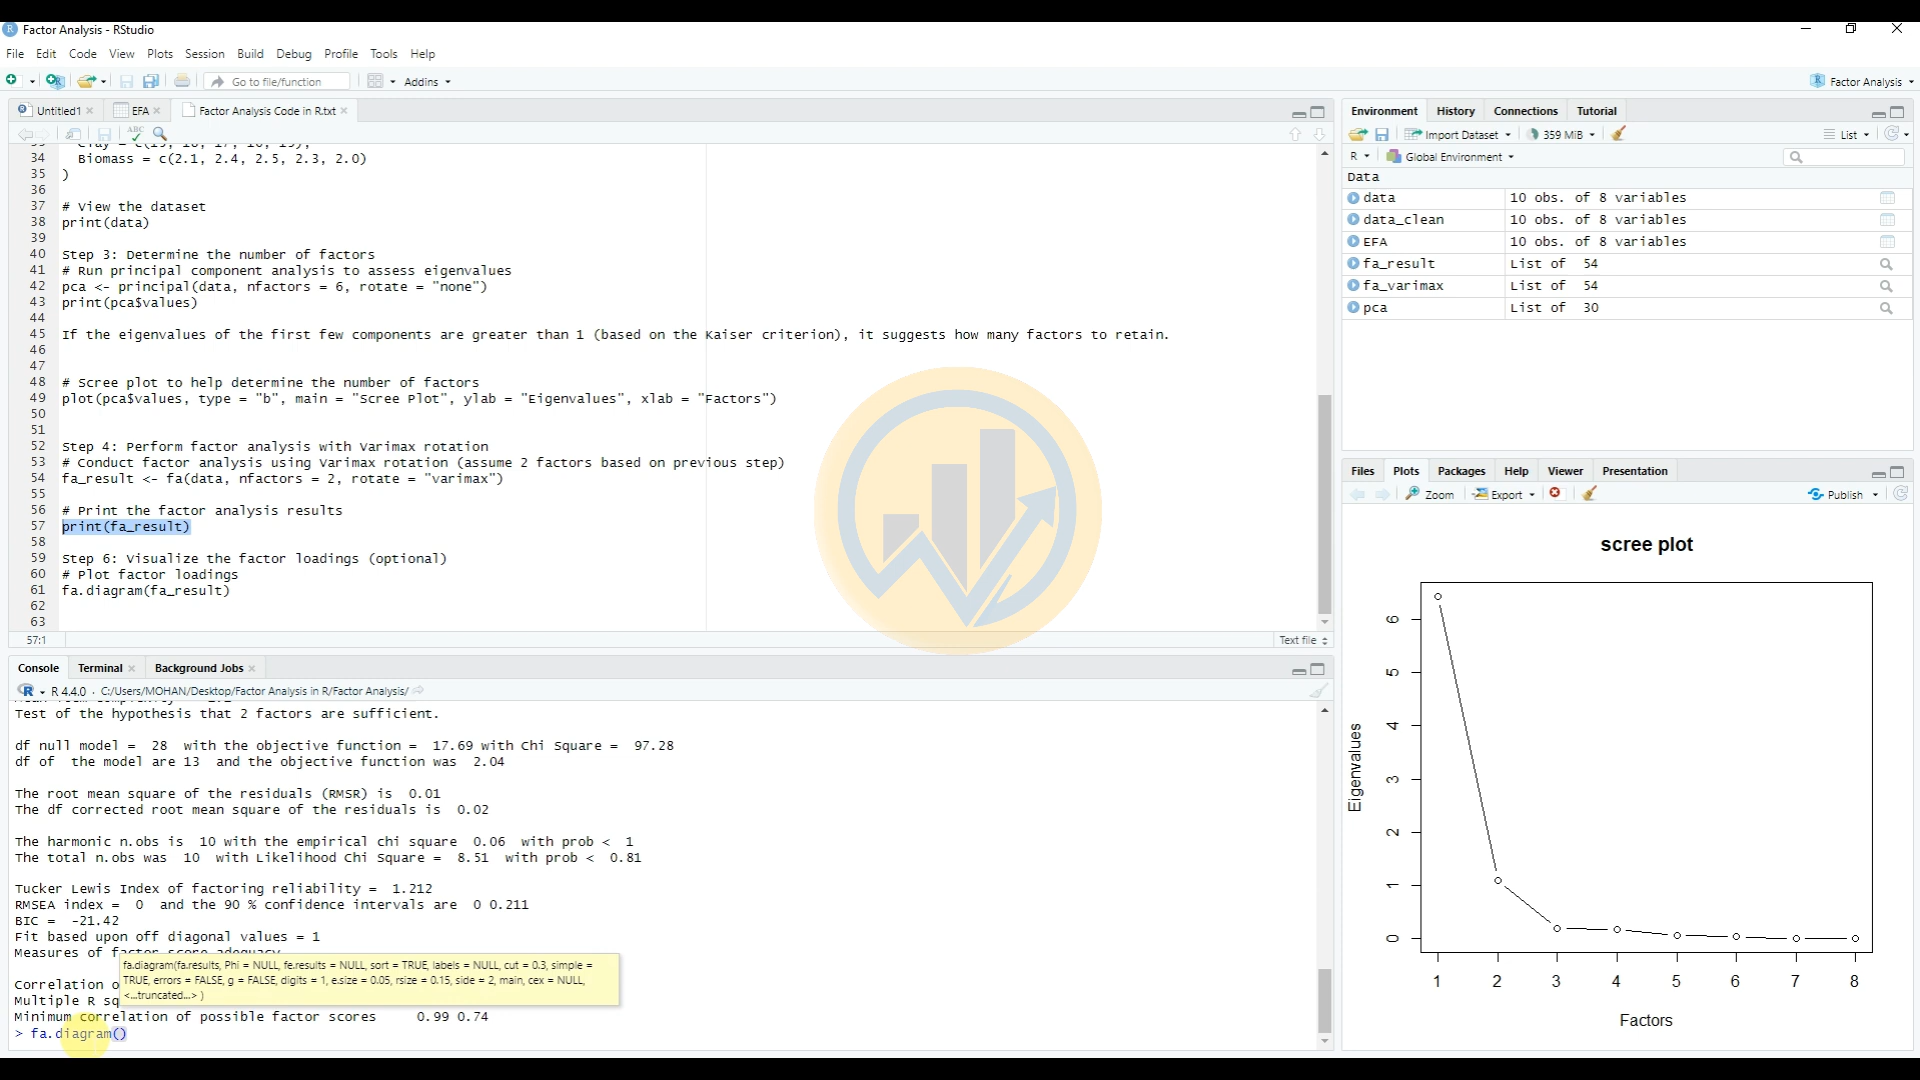 Factor Analysis - RStudio
File Edit Code View Plots Session Build Debug Profile Tools Help
Go to file/function Addins Factor Analysis
Untitled1 EFA Factor Analysis Code in R.txt
34 Biomass = c(2.1, 2.4, 2.5, 2.3, 2.0)
35 )
36
37 # View the dataset
38 print(data)
39
40 Step 3: Determine the number of factors
41 # Run principal component analysis to assess eigenvalues
42 pca <- principal(data, nfactors = 6, rotate = "none")
43 print(pca$values)
44
45 If the eigenvalues of the first few components are greater than 1 (based on the Kaiser criterion), it suggests how many factors to retain.
46
47
48 # Scree plot to help determine the number of factors
49 plot(pca$values, type = "b", main = "Scree Plot", ylab = "Eigenvalues", xlab = "Factors")
50
51
52 Step 4: Perform factor analysis with Varimax rotation
53 # Conduct factor analysis using Varimax rotation (assume 2 factors based on previous step)
54 fa_result <- fa(data, nfactors = 2, rotate = "varimax")
55
56 # Print the factor analysis results
57 print(fa_result)
58
59 Step 6: Visualize the factor loadings (optional)
60 # Plot factor loadings
61 fa.diagram(fa_result)
62
63
57:1 Text file
Console Terminal Background Jobs
R 4.4.0 · C:/Users/MOHAN/Desktop/Factor Analysis in R/Factor Analysis/
Test of the hypothesis that 2 factors are sufficient.
df null model = 28 with the objective function = 17.69 with Chi Square = 97.28
df of the model are 13 and the objective function was 2.04
The root mean square of the residuals (RMSR) is 0.01
The df corrected root mean square of the residuals is 0.02
The harmonic n.obs is 10 with the empirical chi square 0.06 with prob < 1
The total n.obs was 10 with Likelihood Chi Square = 8.51 with prob < 0.81
Tucker Lewis Index of factoring reliability = 1.212
RMSEA index = 0 and the 90 % confidence intervals are 0 0.211
BIC = -21.42
Fit based upon off diagonal values = 1
Measures of factor score adequacy
fa.diagram(fa.results, Phi = NULL, fe.results = NULL, sort = TRUE, labels = NULL, cut = 0.3, simple =
TRUE, errors = FALSE, g = FALSE, digits = 1, e.size = 0.05, rsize = 0.15, side = 2, main, cex = NULL,
<...truncated...> )
Correlation o
Multiple R sq
Minimum correlation of possible factor scores 0.99 0.74
> fa.diagram()
Environment History Connections Tutorial
Import Dataset 359 MiB List
R Global Environment
Data
data 10 obs. of 8 variables
data_clean 10 obs. of 8 variables
EFA 10 obs. of 8 variables
fa_result List of 54
fa_varimax List of 54
pca List of 30
Files Plots Packages Help Viewer Presentation
Zoom Export Publish
scree plot
Eigenvalues
6
5
4
3
2
1
0
1 2 3 4 5 6 7 8
Factors